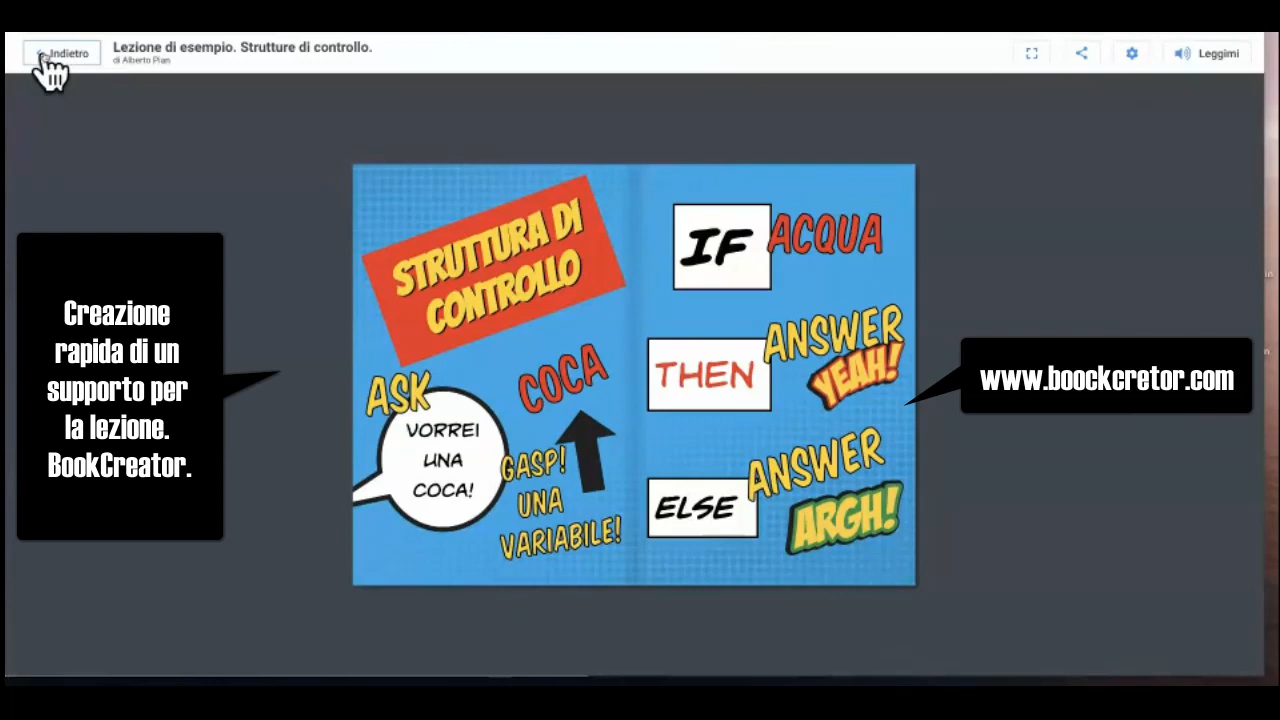 Indietro
Lezione di esempio. Strutture di controllo.
di Alberto Pian
Leggimi
Creazione
rapida di un
supporto per
la lezione.
BookCreator.
STRUTTURA DI
CONTROLLO
ASK
VORREI
UNA
COCA!
COCA
GASP!
UNA
VARIABILE!
IF
ACQUA
THEN
ANSWER
YEAH!
ELSE
ANSWER
ARGH!
www.boockcretor.com